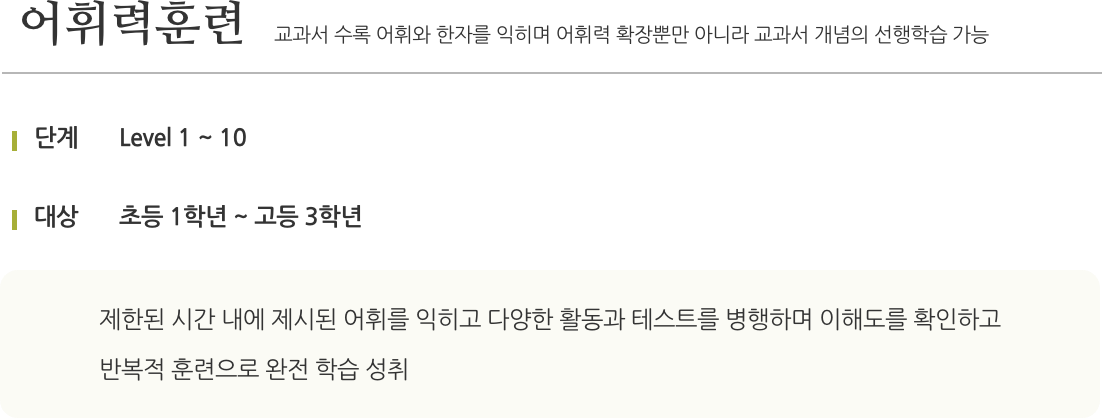 어휘력훈련 교과서 수록 어휘와 한자를 익히며 어휘력 확장뿐만 아니라 교과서 개념의 선행학습 가능
단계 Level 1 ~ 10
대상 초등 1학년 ~ 고등 3학년
제한된 시간 내에 제시된 어휘를 익히고 다양한 활동과 테스트를 병행하며 이해도를 확인하고
반복적 훈련으로 완전 학습 성취